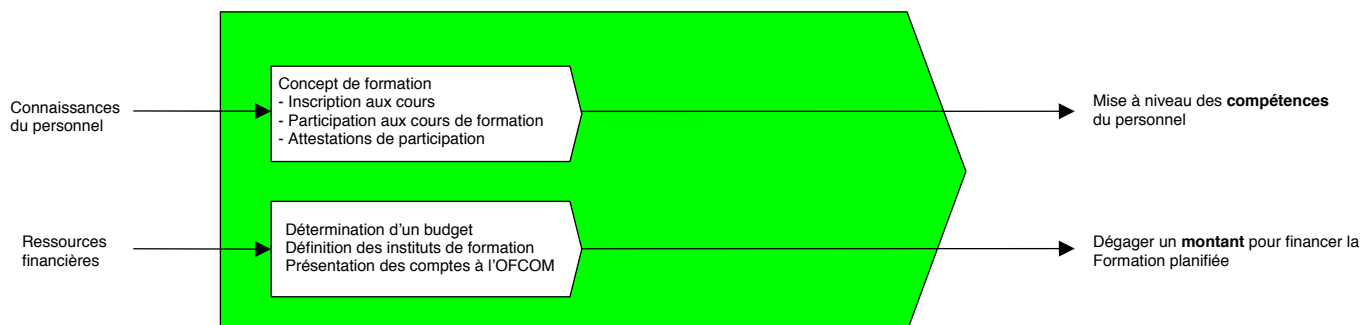 Connaissances
du personnel
Concept de formation
- Inscription aux cours
- Participation aux cours de formation
- Attestations de participation
Mise à niveau des compétences
du personnel
Ressources
financières
Détermination d'un budget
Définition des instituts de formation
Présentation des comptes à l'OFCOM
Dégager un montant pour financer la
Formation planifiée